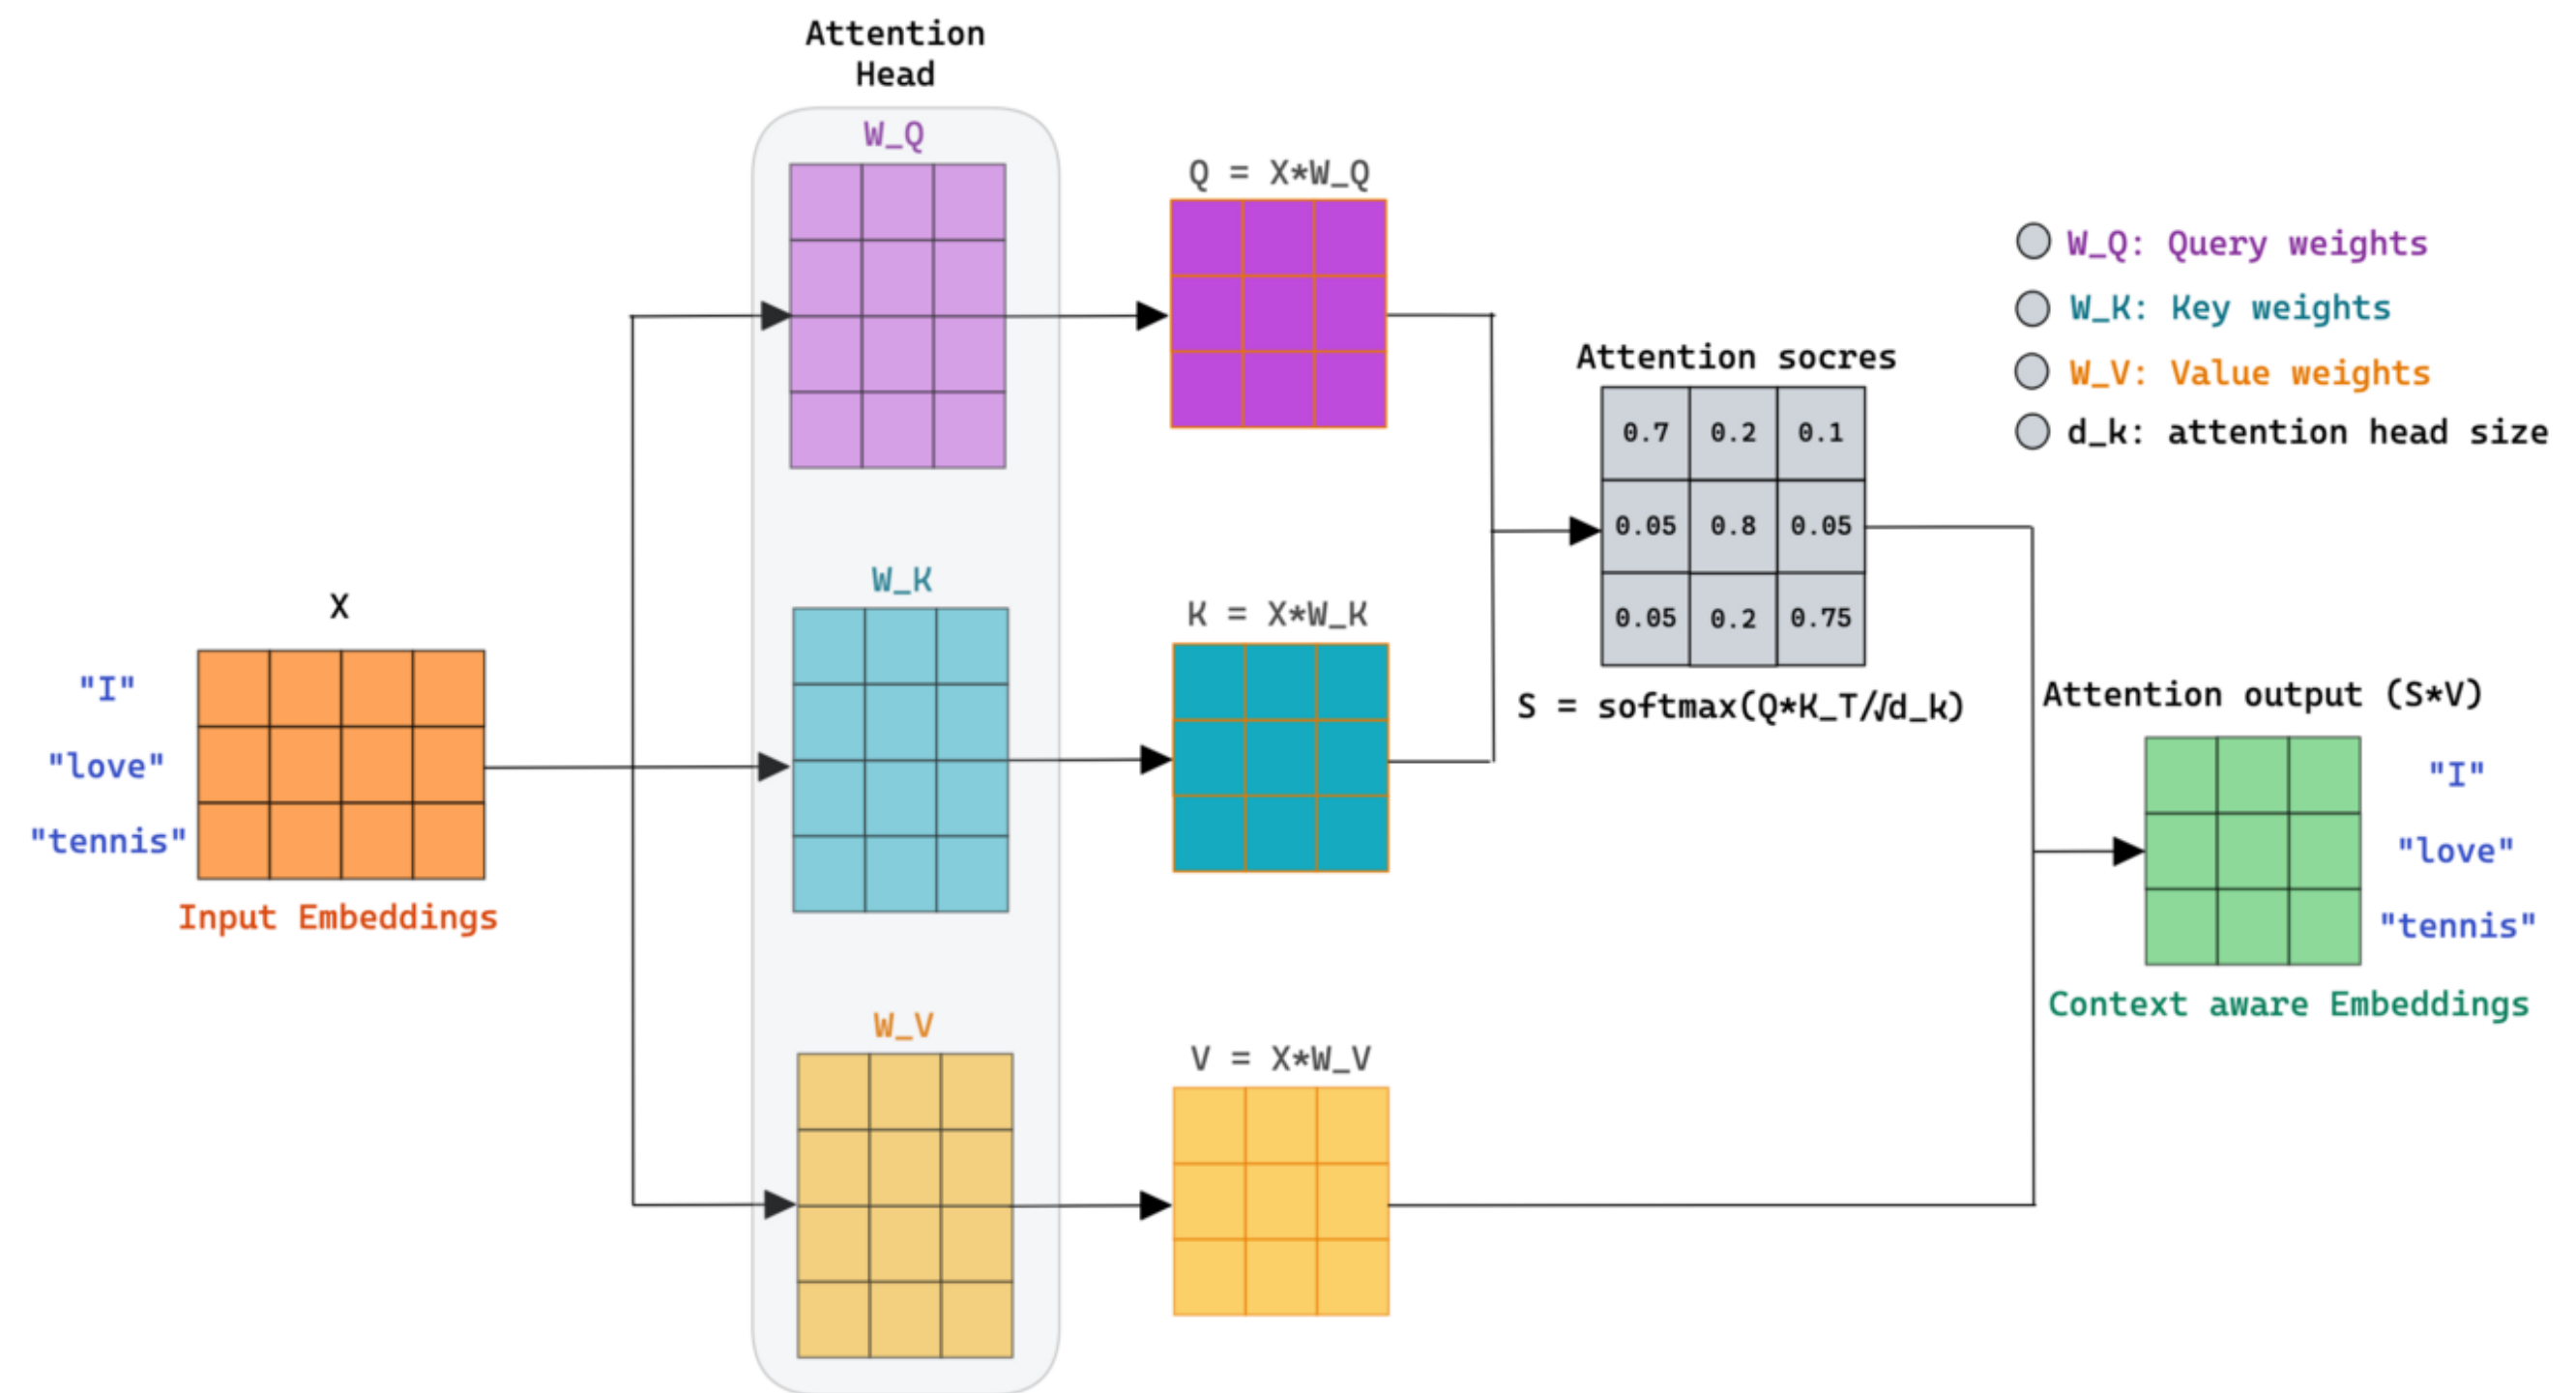 Attention
Head
W_Q
Q = X*W_Q
W_Q: Query weights
W_K: Key weights
W_V: Value weights
d_k: attention head size
Attention socres
0.7 0.2 0.1
0.05 0.8 0.05
0.05 0.2 0.75
S = softmax(Q*K_T/√d_k)
W_K
K = X*W_K
X
"I"
"love"
"tennis"
Input Embeddings
W_V
V = X*W_V
Attention output (S*V)
"I"
"love"
"tennis"
Context aware Embeddings